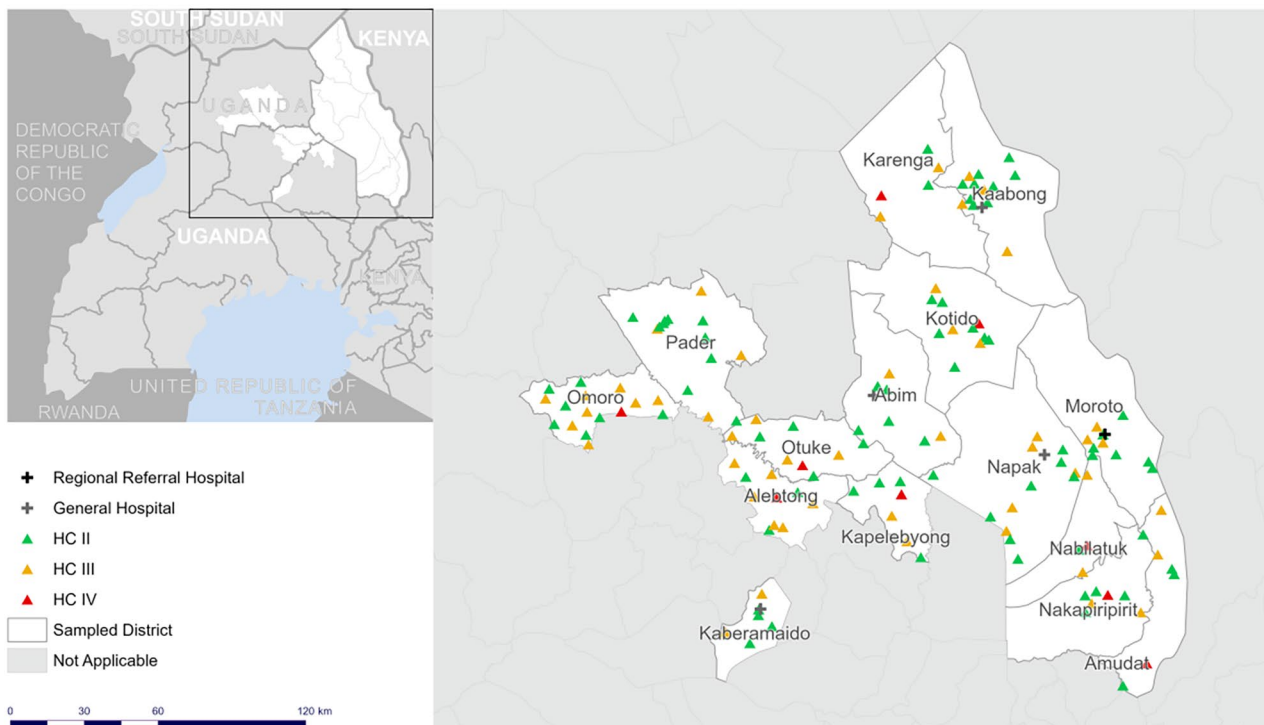 SOUTH SUDAN
SOUTH SUDAN
KENYA
UGANDA
DEMOCRATIC
REPUBLIC
OF THE
CONGO
UGANDA
KENYA
UNITED REPUBLIC OF
TANZANIA
RWANDA
Regional Referral Hospital
General Hospital
HC II
HC III
HC IV
Sampled District
Not Applicable
0 30 60 120 km
Karenga
Kaabong
Kotido
Pader
Abim
Omoro
Moroto
Otuke
Napak
Alebtong
Kapelebyong
Nabilatuk
Nakapiripirit
Kaberamaido
Amudat